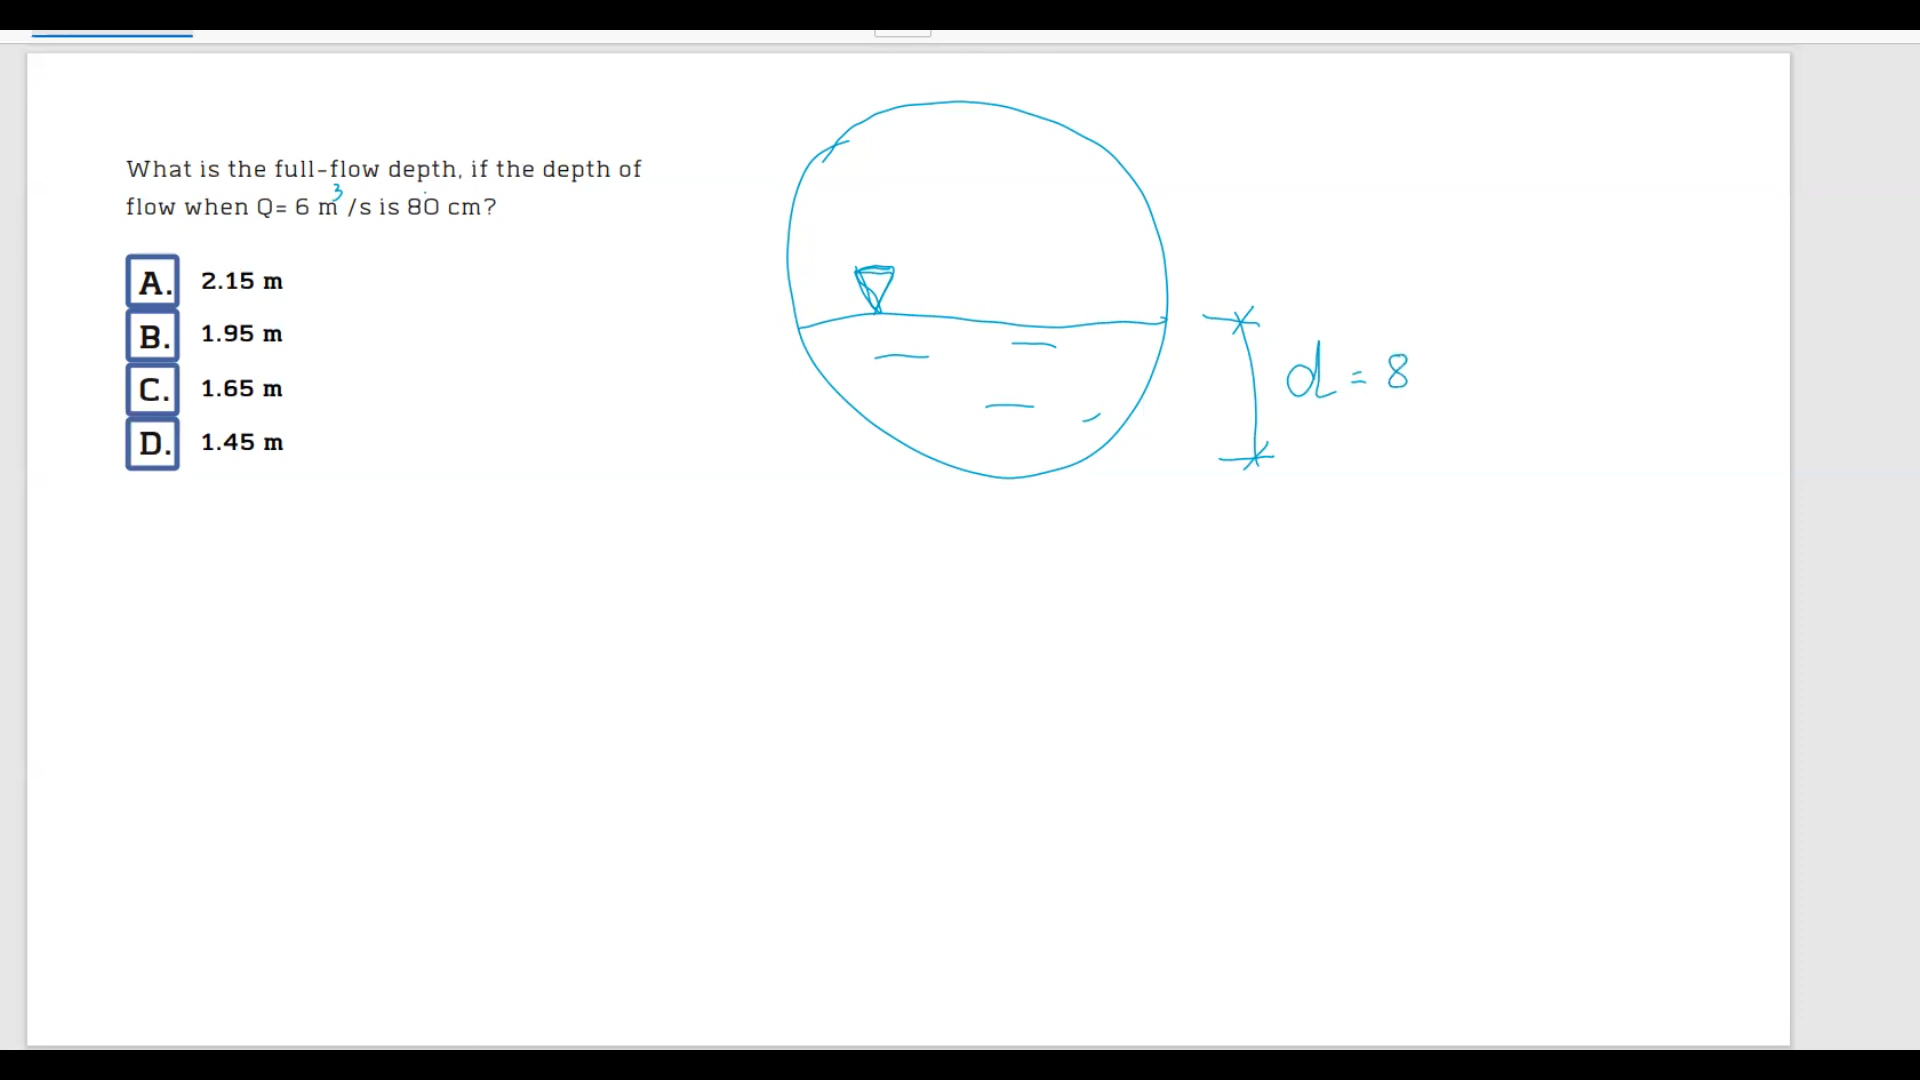 What is the full-flow depth, if the depth of
flow when Q= 6 m³/s is 80 cm?
A. 2.15 m
B. 1.95 m
C. 1.65 m
D. 1.45 m
d = 8